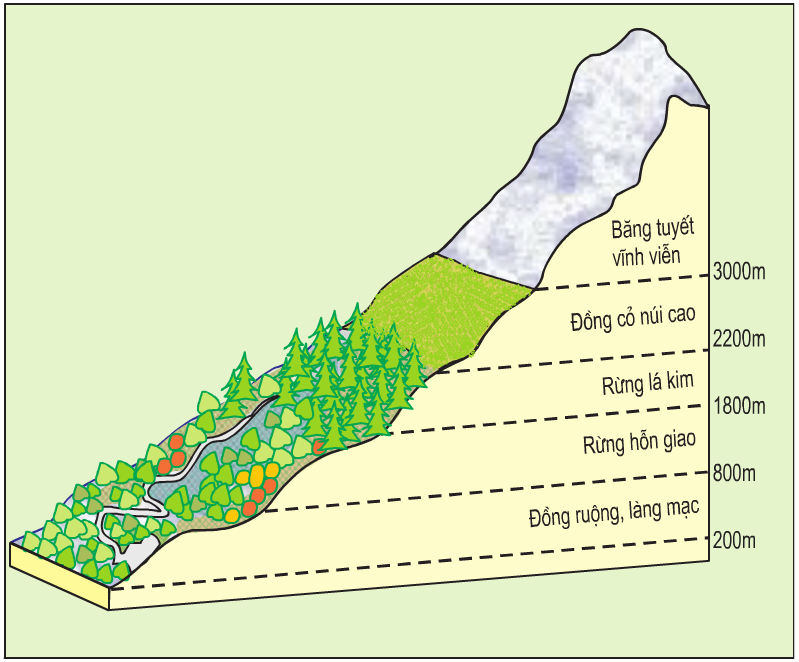 Băng tuyết
vĩnh viễn
3000m
Đồng cỏ núi cao
2200m
Rừng lá kim
1800m
Rừng hỗn giao
800m
Đồng ruộng, làng mạc
200m